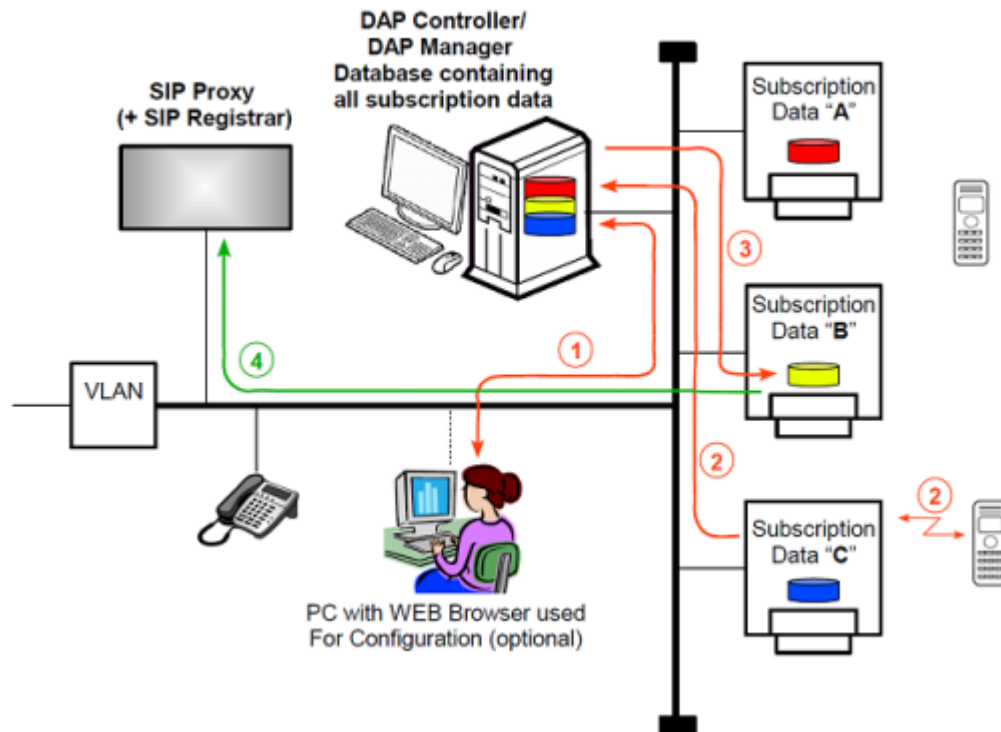 DAP Controller/
DAP Manager
Database containing
all subscription data
SIP Proxy
(+ SIP Registrar)
Subscription
Data "A"
3
Subscription
Data "B"
1
4
VLAN
2
2
Subscription
Data "C"
PC with WEB Browser used
For Configuration (optional)